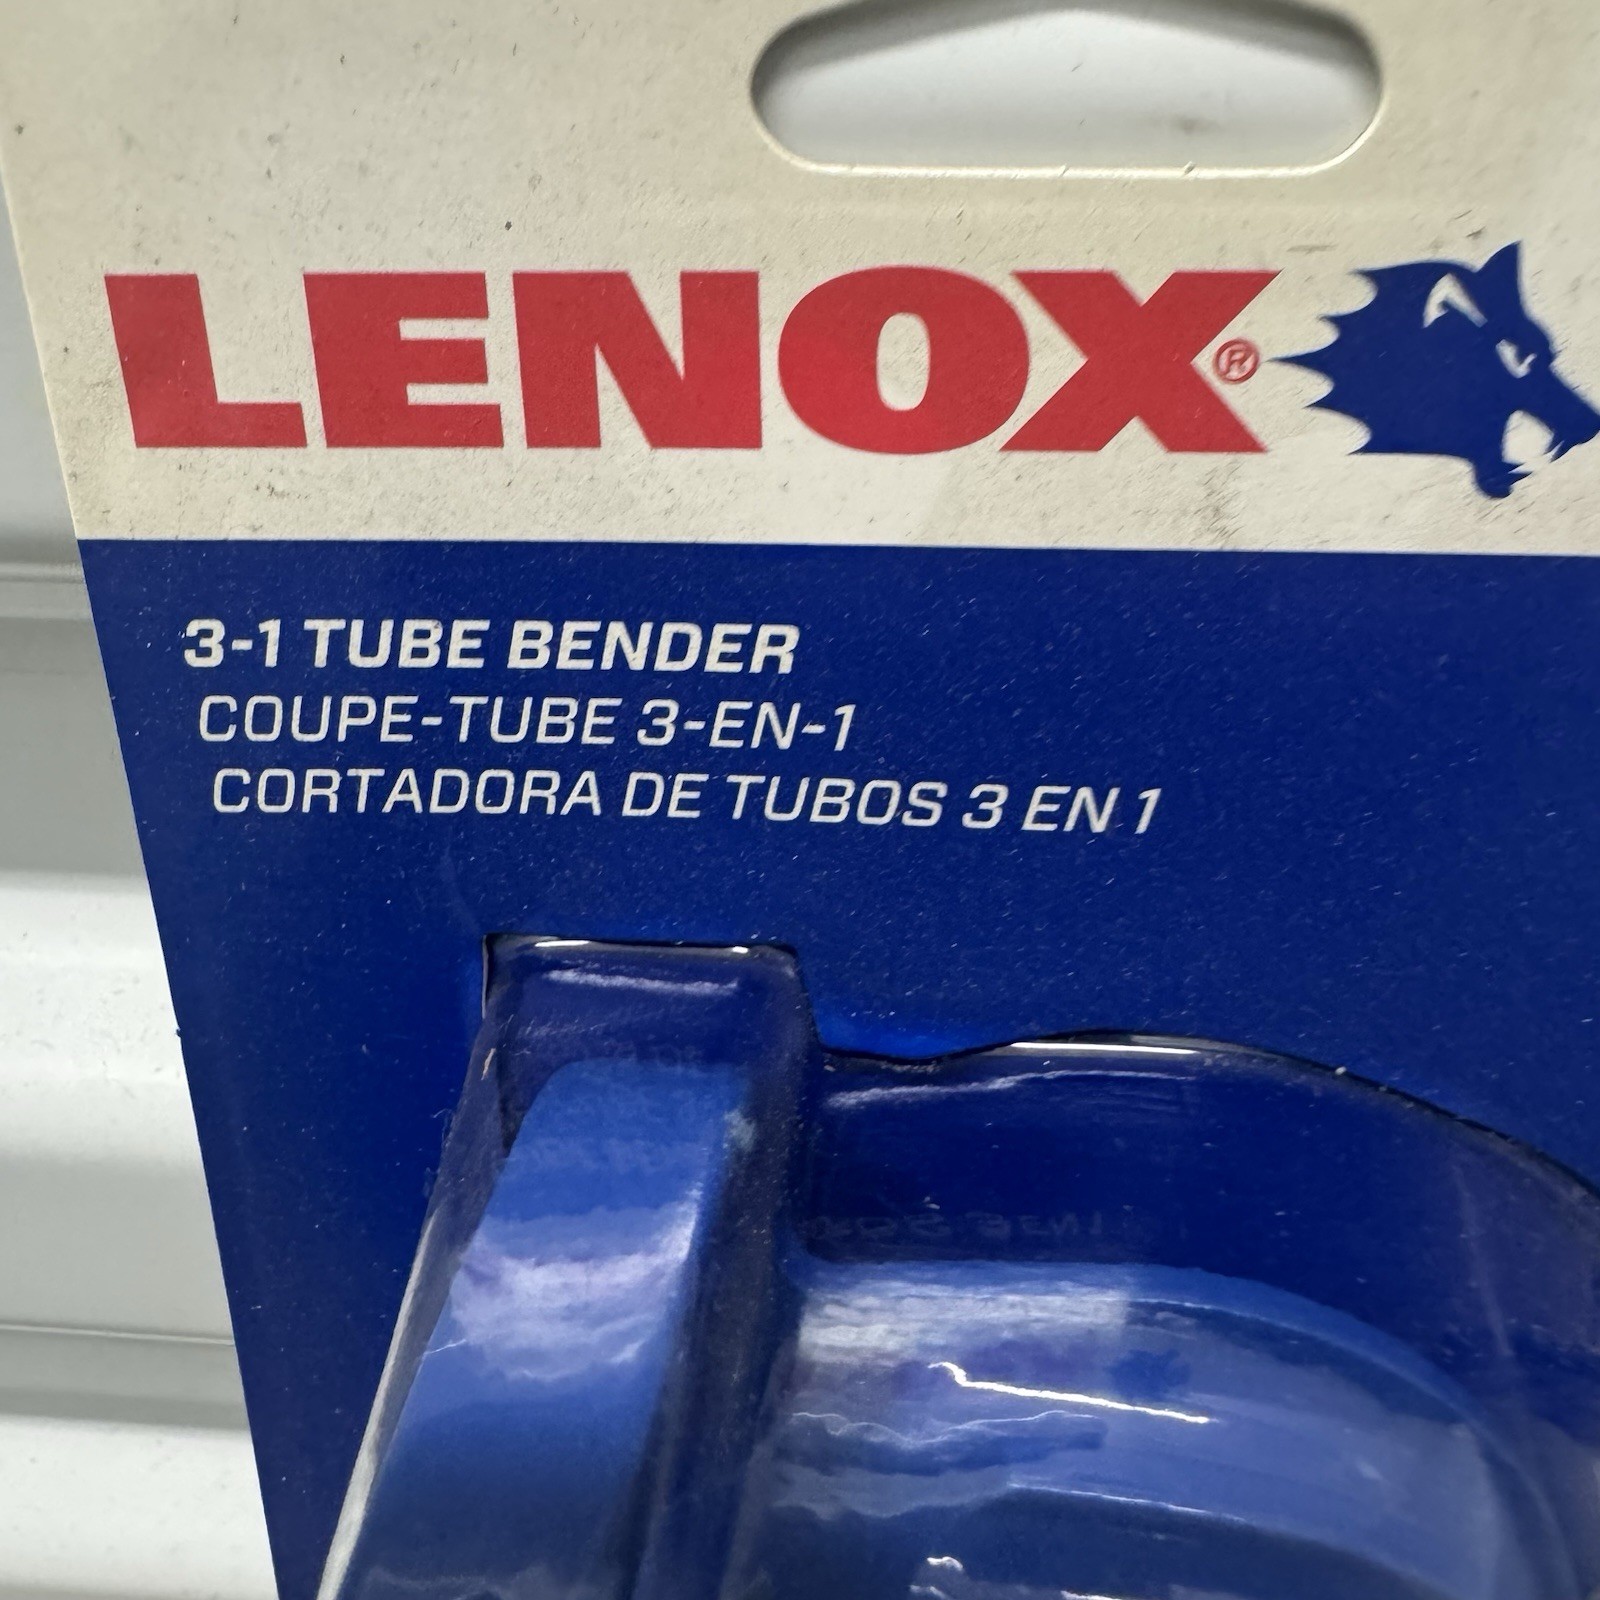 LENOX®
3-1 TUBE BENDER
COUPE-TUBE 3-EN-1
CORTADORA DE TUBOS 3 EN 1